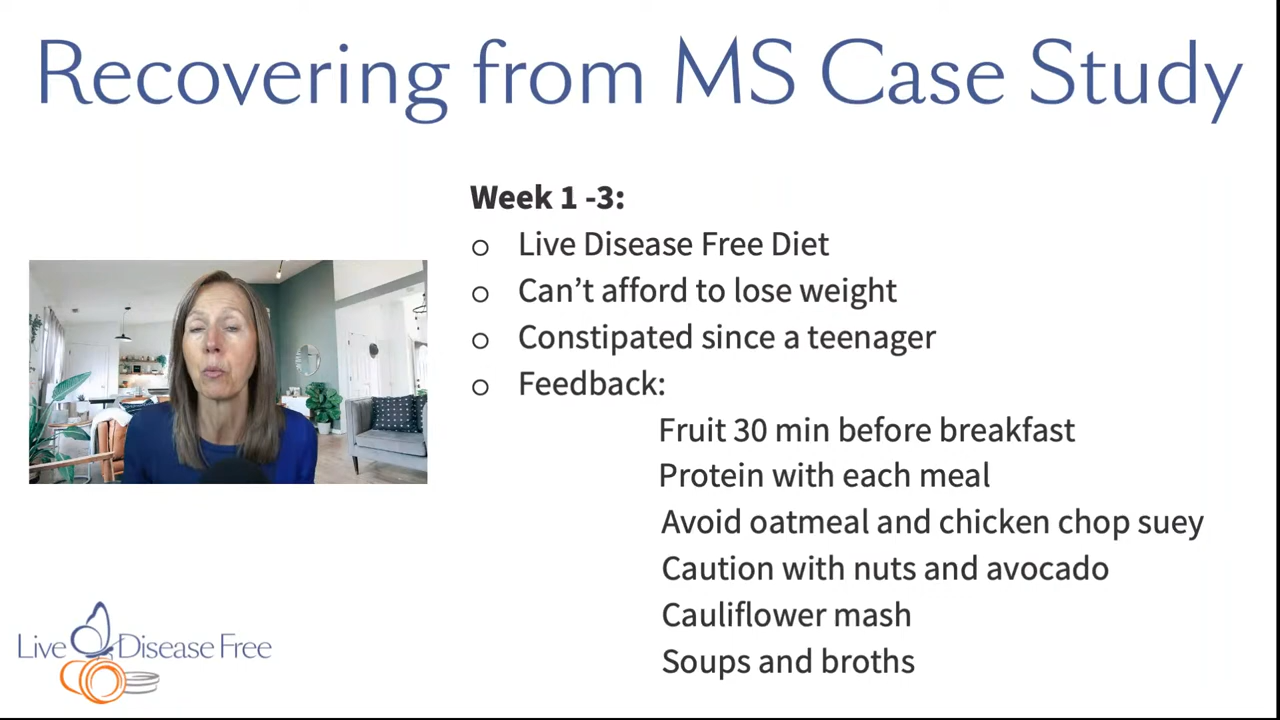 Recovering from MS Case Study
Week 1 -3:
o Live Disease Free Diet
o Can't afford to lose weight
o Constipated since a teenager
o Feedback:
Fruit 30 min before breakfast
Protein with each meal
Avoid oatmeal and chicken chop suey
Caution with nuts and avocado
Cauliflower mash
Soups and broths
Live Disease Free